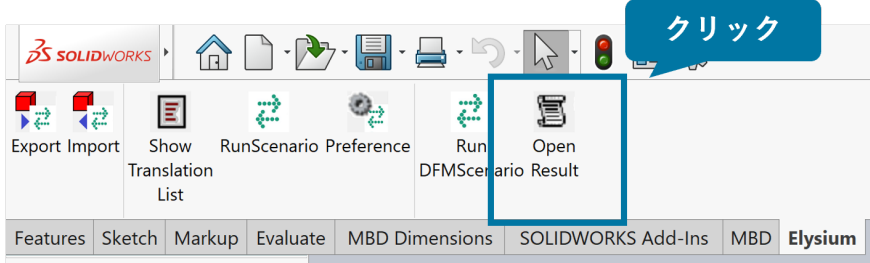 クリック
SOLIDWORKS
Export Import Show RunScenario Preference Run Open
Translation DFMScenario Result
List
Features Sketch Markup Evaluate MBD Dimensions SOLIDWORKS Add-Ins MBD Elysium